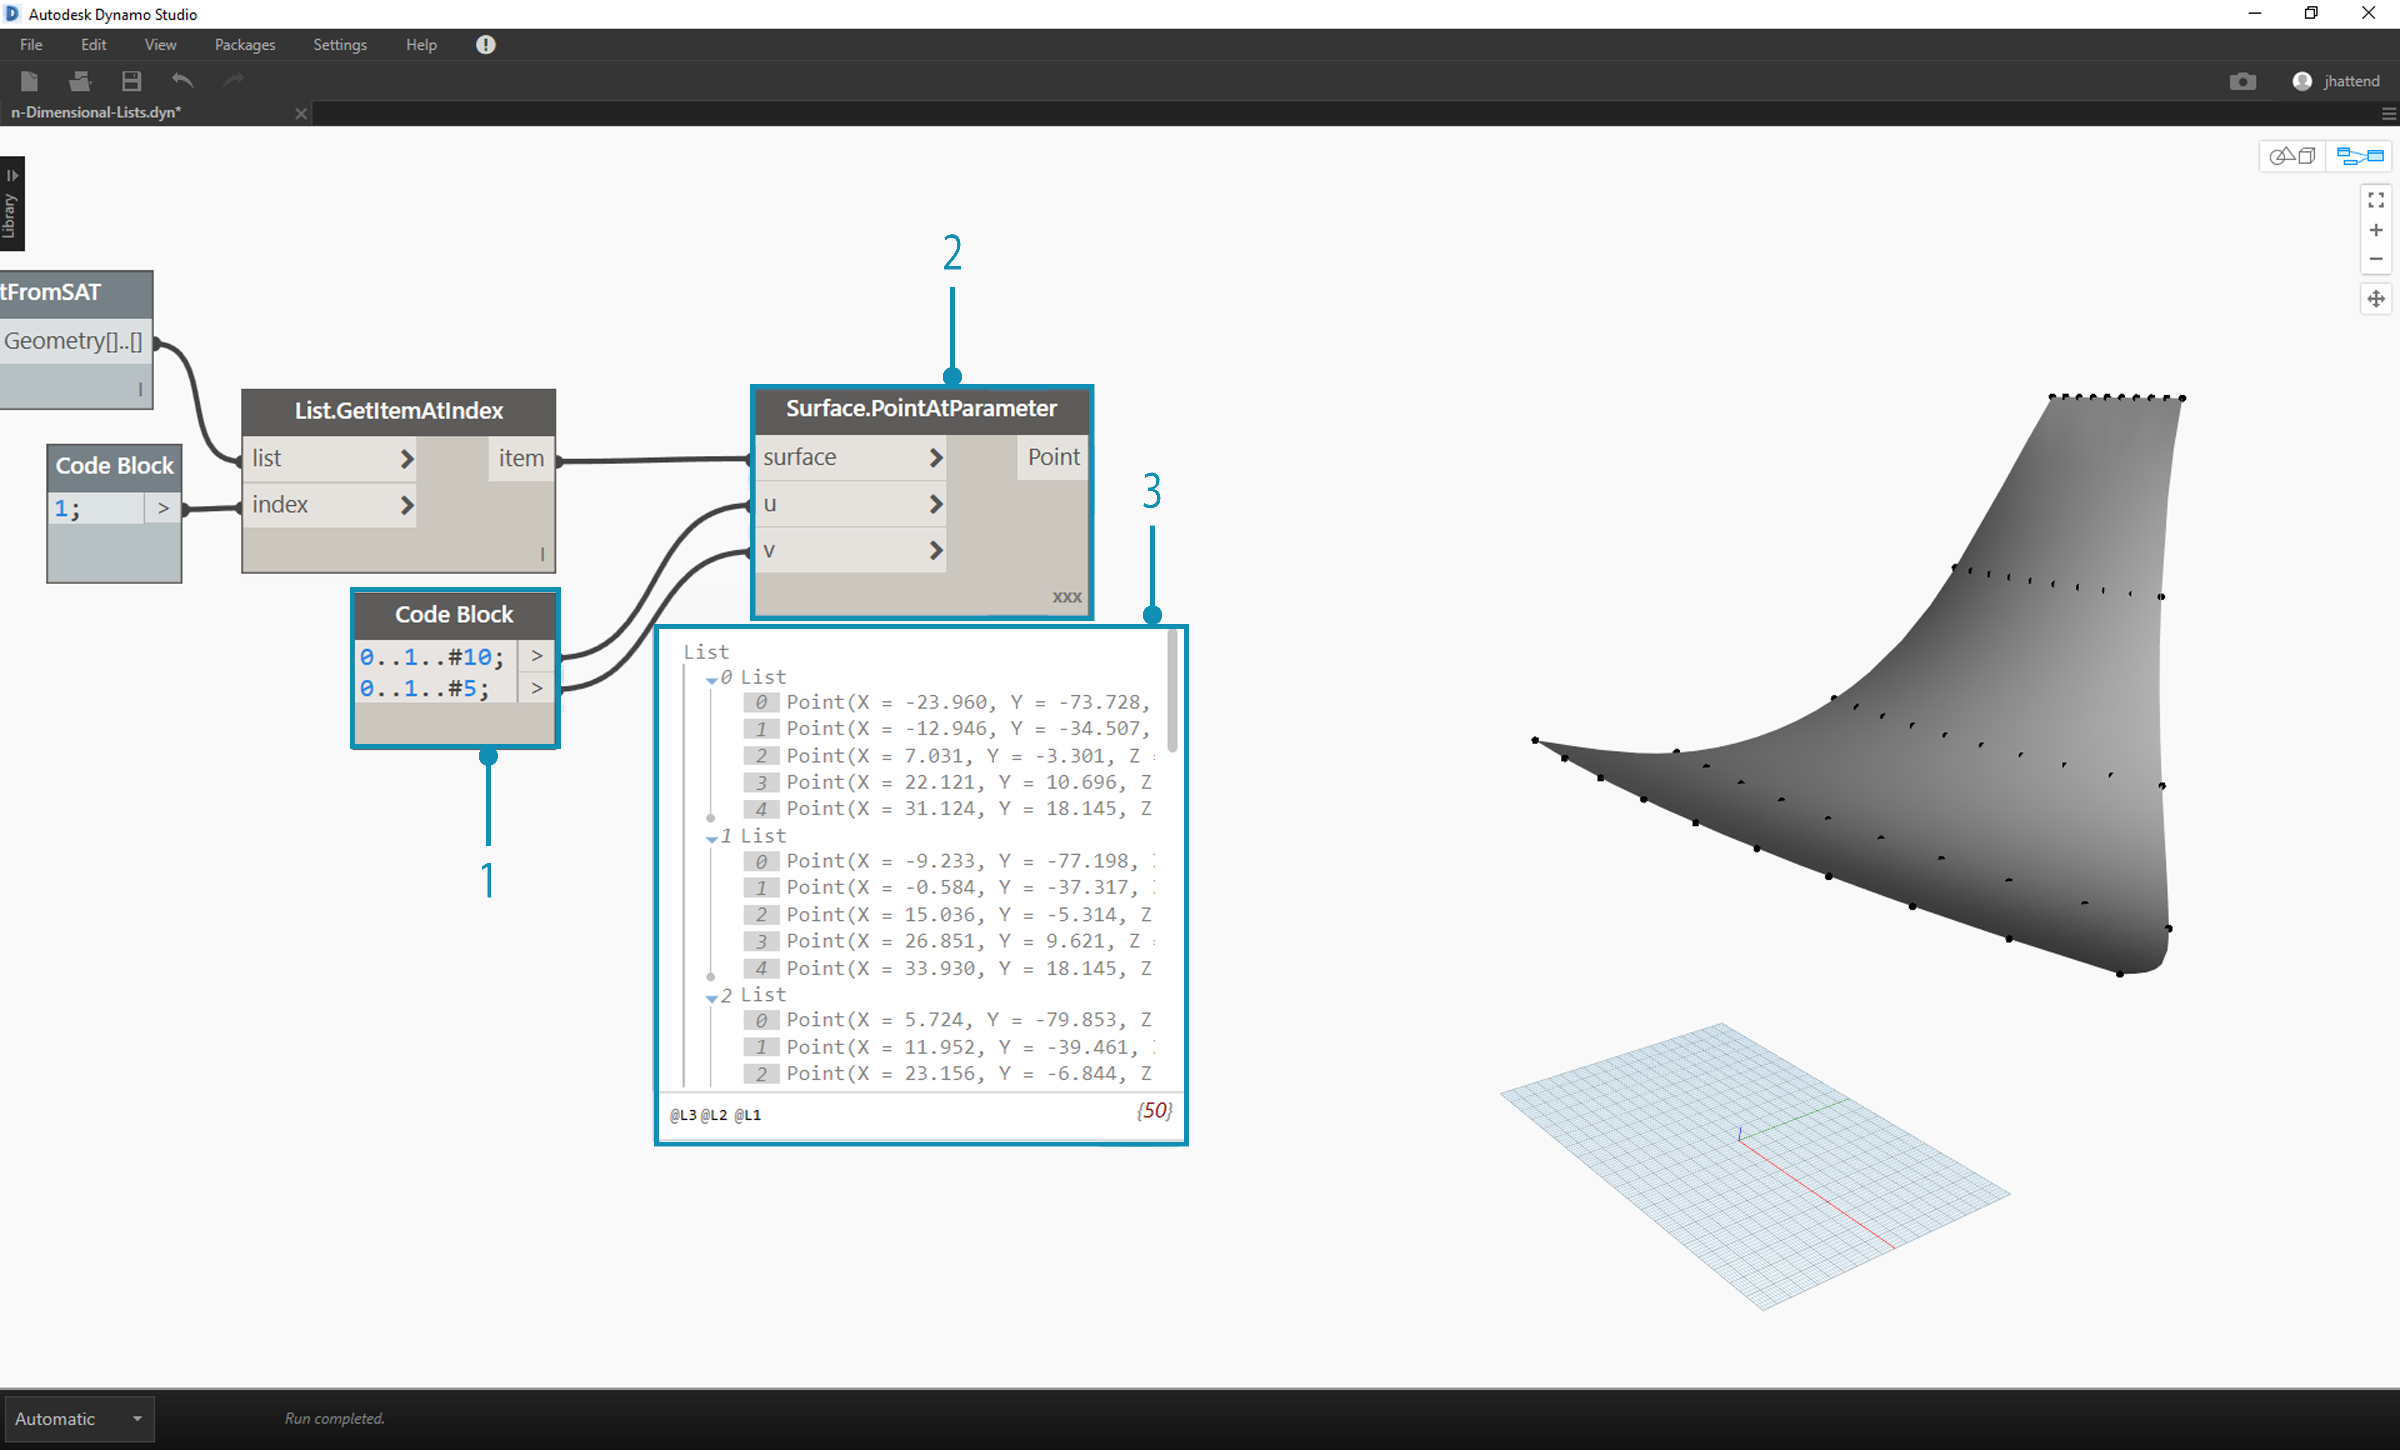 Autodesk Dynamo Studio
File Edit View Packages Settings Help
jhattend
n-Dimensional-Lists.dyn*
Library
tFromSAT
Geometry[]..[]
Code Block
1; >
List.GetItemAtIndex
list > item
index >
Code Block
0..1..#10; >
0..1..#5; >
1
2
Surface.PointAtParameter
surface > Point
u >
v >
xxx
3
List
0 List
0 Point(X = -23.960, Y = -73.728,
1 Point(X = -12.946, Y = -34.507,
2 Point(X = 7.031, Y = -3.301, Z
3 Point(X = 22.121, Y = 10.696, Z
4 Point(X = 31.124, Y = 18.145, Z
1 List
0 Point(X = -9.233, Y = -77.198,
1 Point(X = -0.584, Y = -37.317,
2 Point(X = 15.036, Y = -5.314, Z
3 Point(X = 26.851, Y = 9.621, Z
4 Point(X = 33.930, Y = 18.145, Z
2 List
0 Point(X = 5.724, Y = -79.853, Z
1 Point(X = 11.952, Y = -39.461,
2 Point(X = 23.156, Y = -6.844, Z
@L3 @L2 @L1 {50}
Automatic
Run completed.